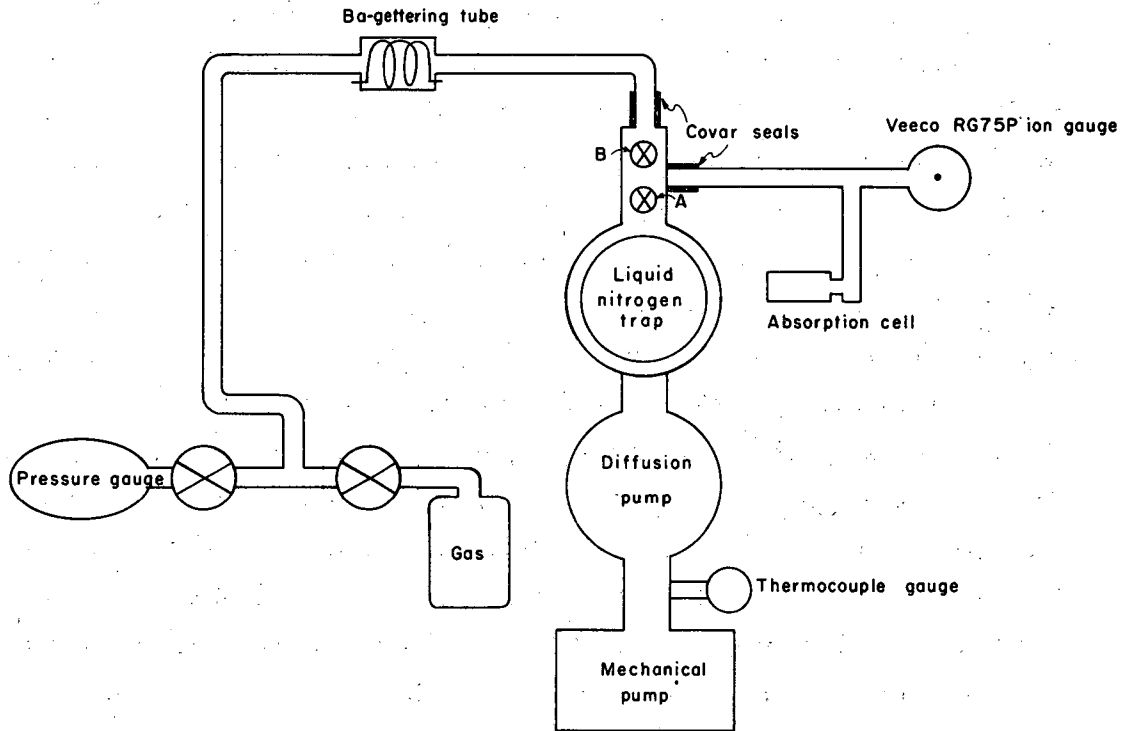 Ba-gettering tube
Covar seals
Veeco RG75P ion gauge
B
A
Liquid
nitrogen
trap
Absorption cell
Pressure gauge
Diffusion
pump
Gas
Thermocouple gauge
Mechanical
pump